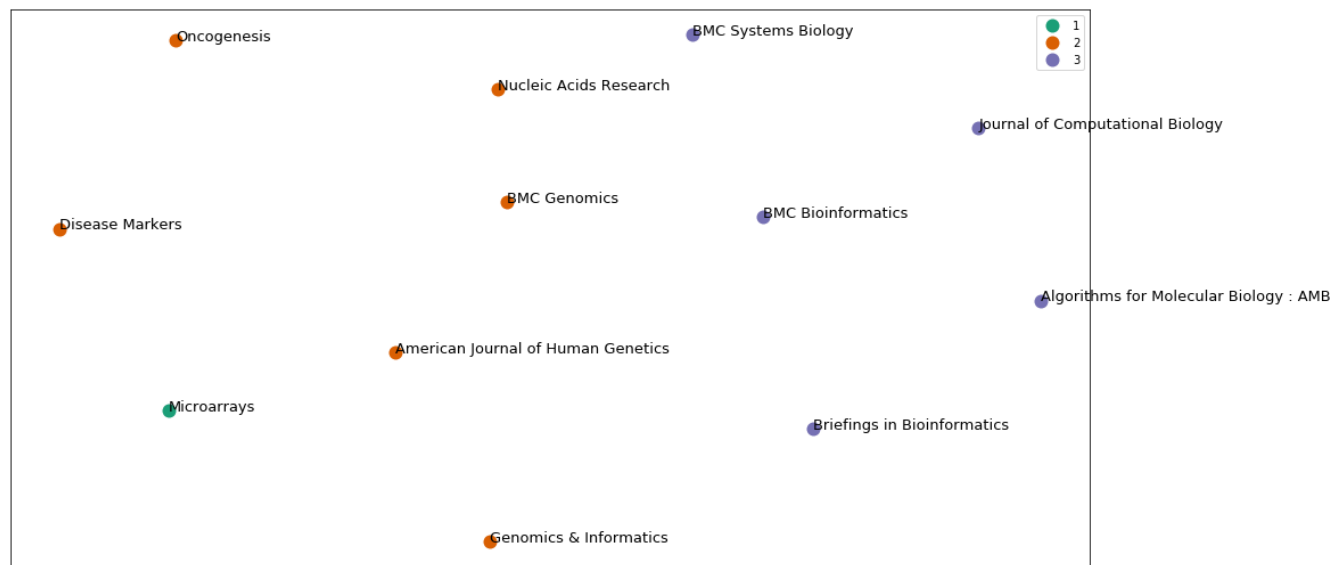 Oncogenesis
BMC Systems Biology
1
2
3
Nucleic Acids Research
Journal of Computational Biology
BMC Genomics
BMC Bioinformatics
Disease Markers
Algorithms for Molecular Biology : AMB
American Journal of Human Genetics
Microarrays
Briefings in Bioinformatics
Genomics & Informatics